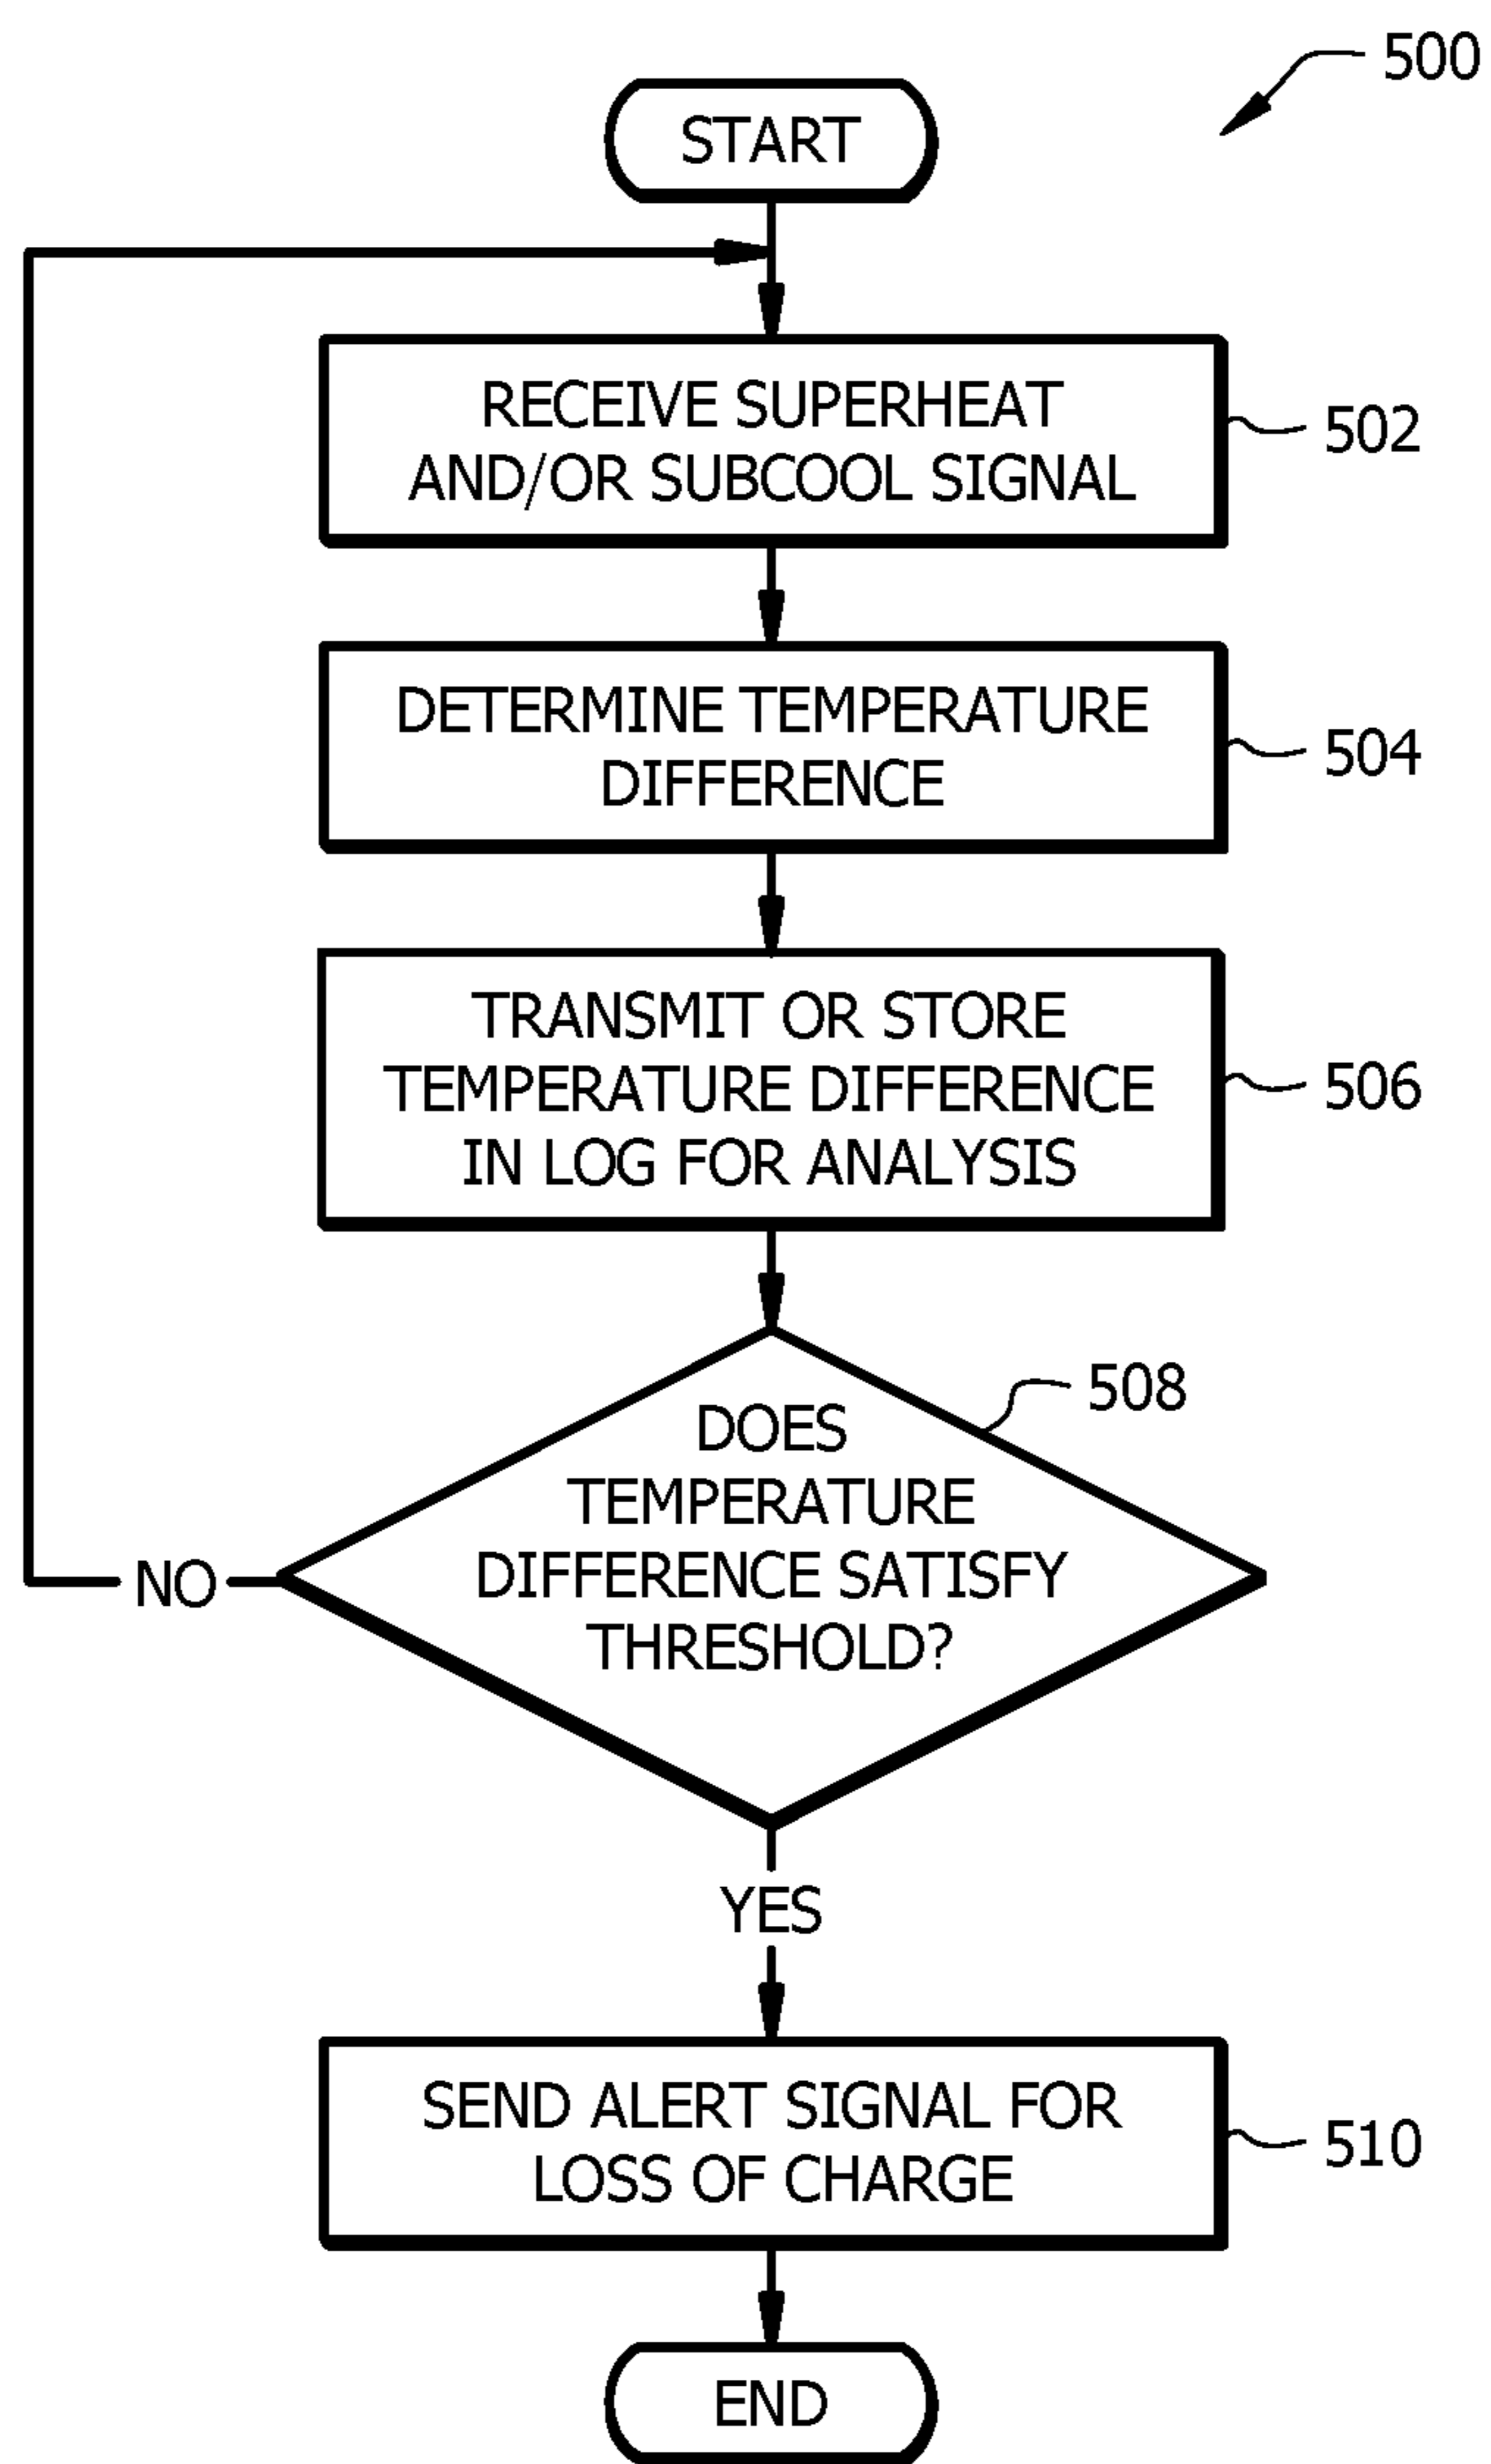 500
START
RECEIVE SUPERHEAT
AND/OR SUBCOOL SIGNAL
502
DETERMINE TEMPERATURE
DIFFERENCE
504
TRANSMIT OR STORE
TEMPERATURE DIFFERENCE
IN LOG FOR ANALYSIS
506
DOES
TEMPERATURE
DIFFERENCE SATISFY
THRESHOLD?
508
NO
YES
SEND ALERT SIGNAL FOR
LOSS OF CHARGE
510
END